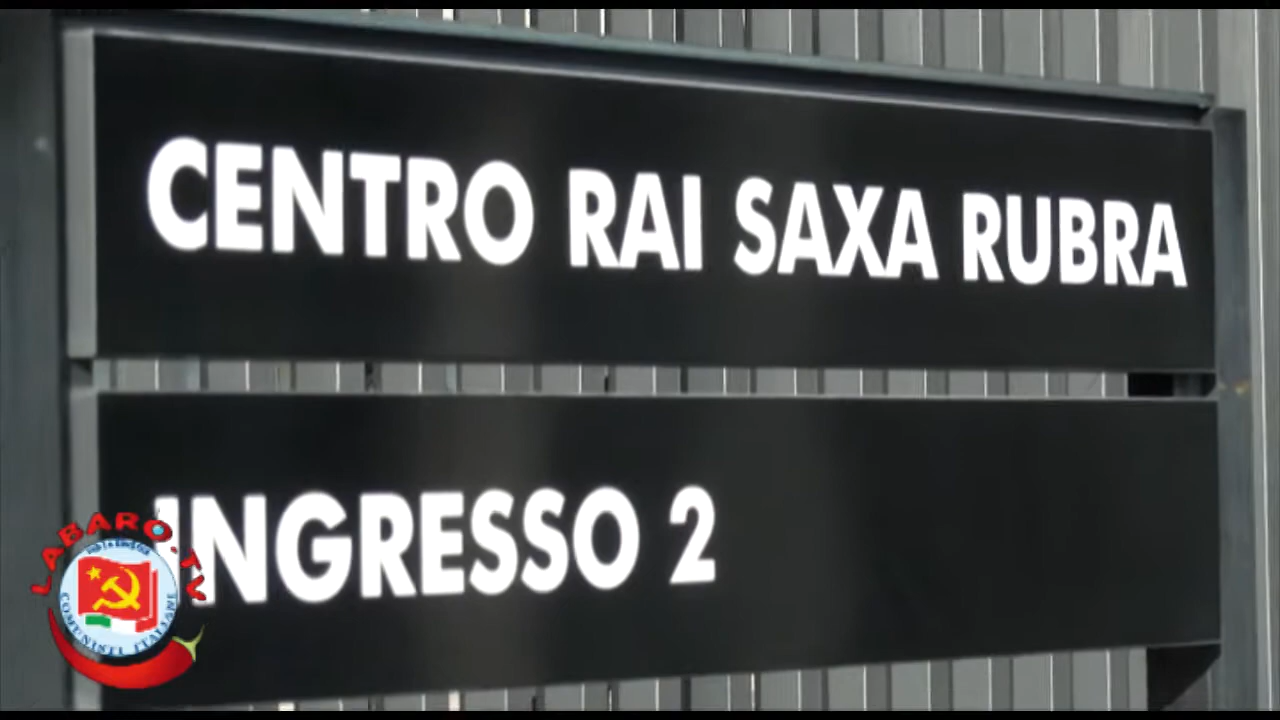 CENTRO RAI SAXA RUBRA
INGRESSO 2
LABARO.TV
COMUNISTI ITALIANI